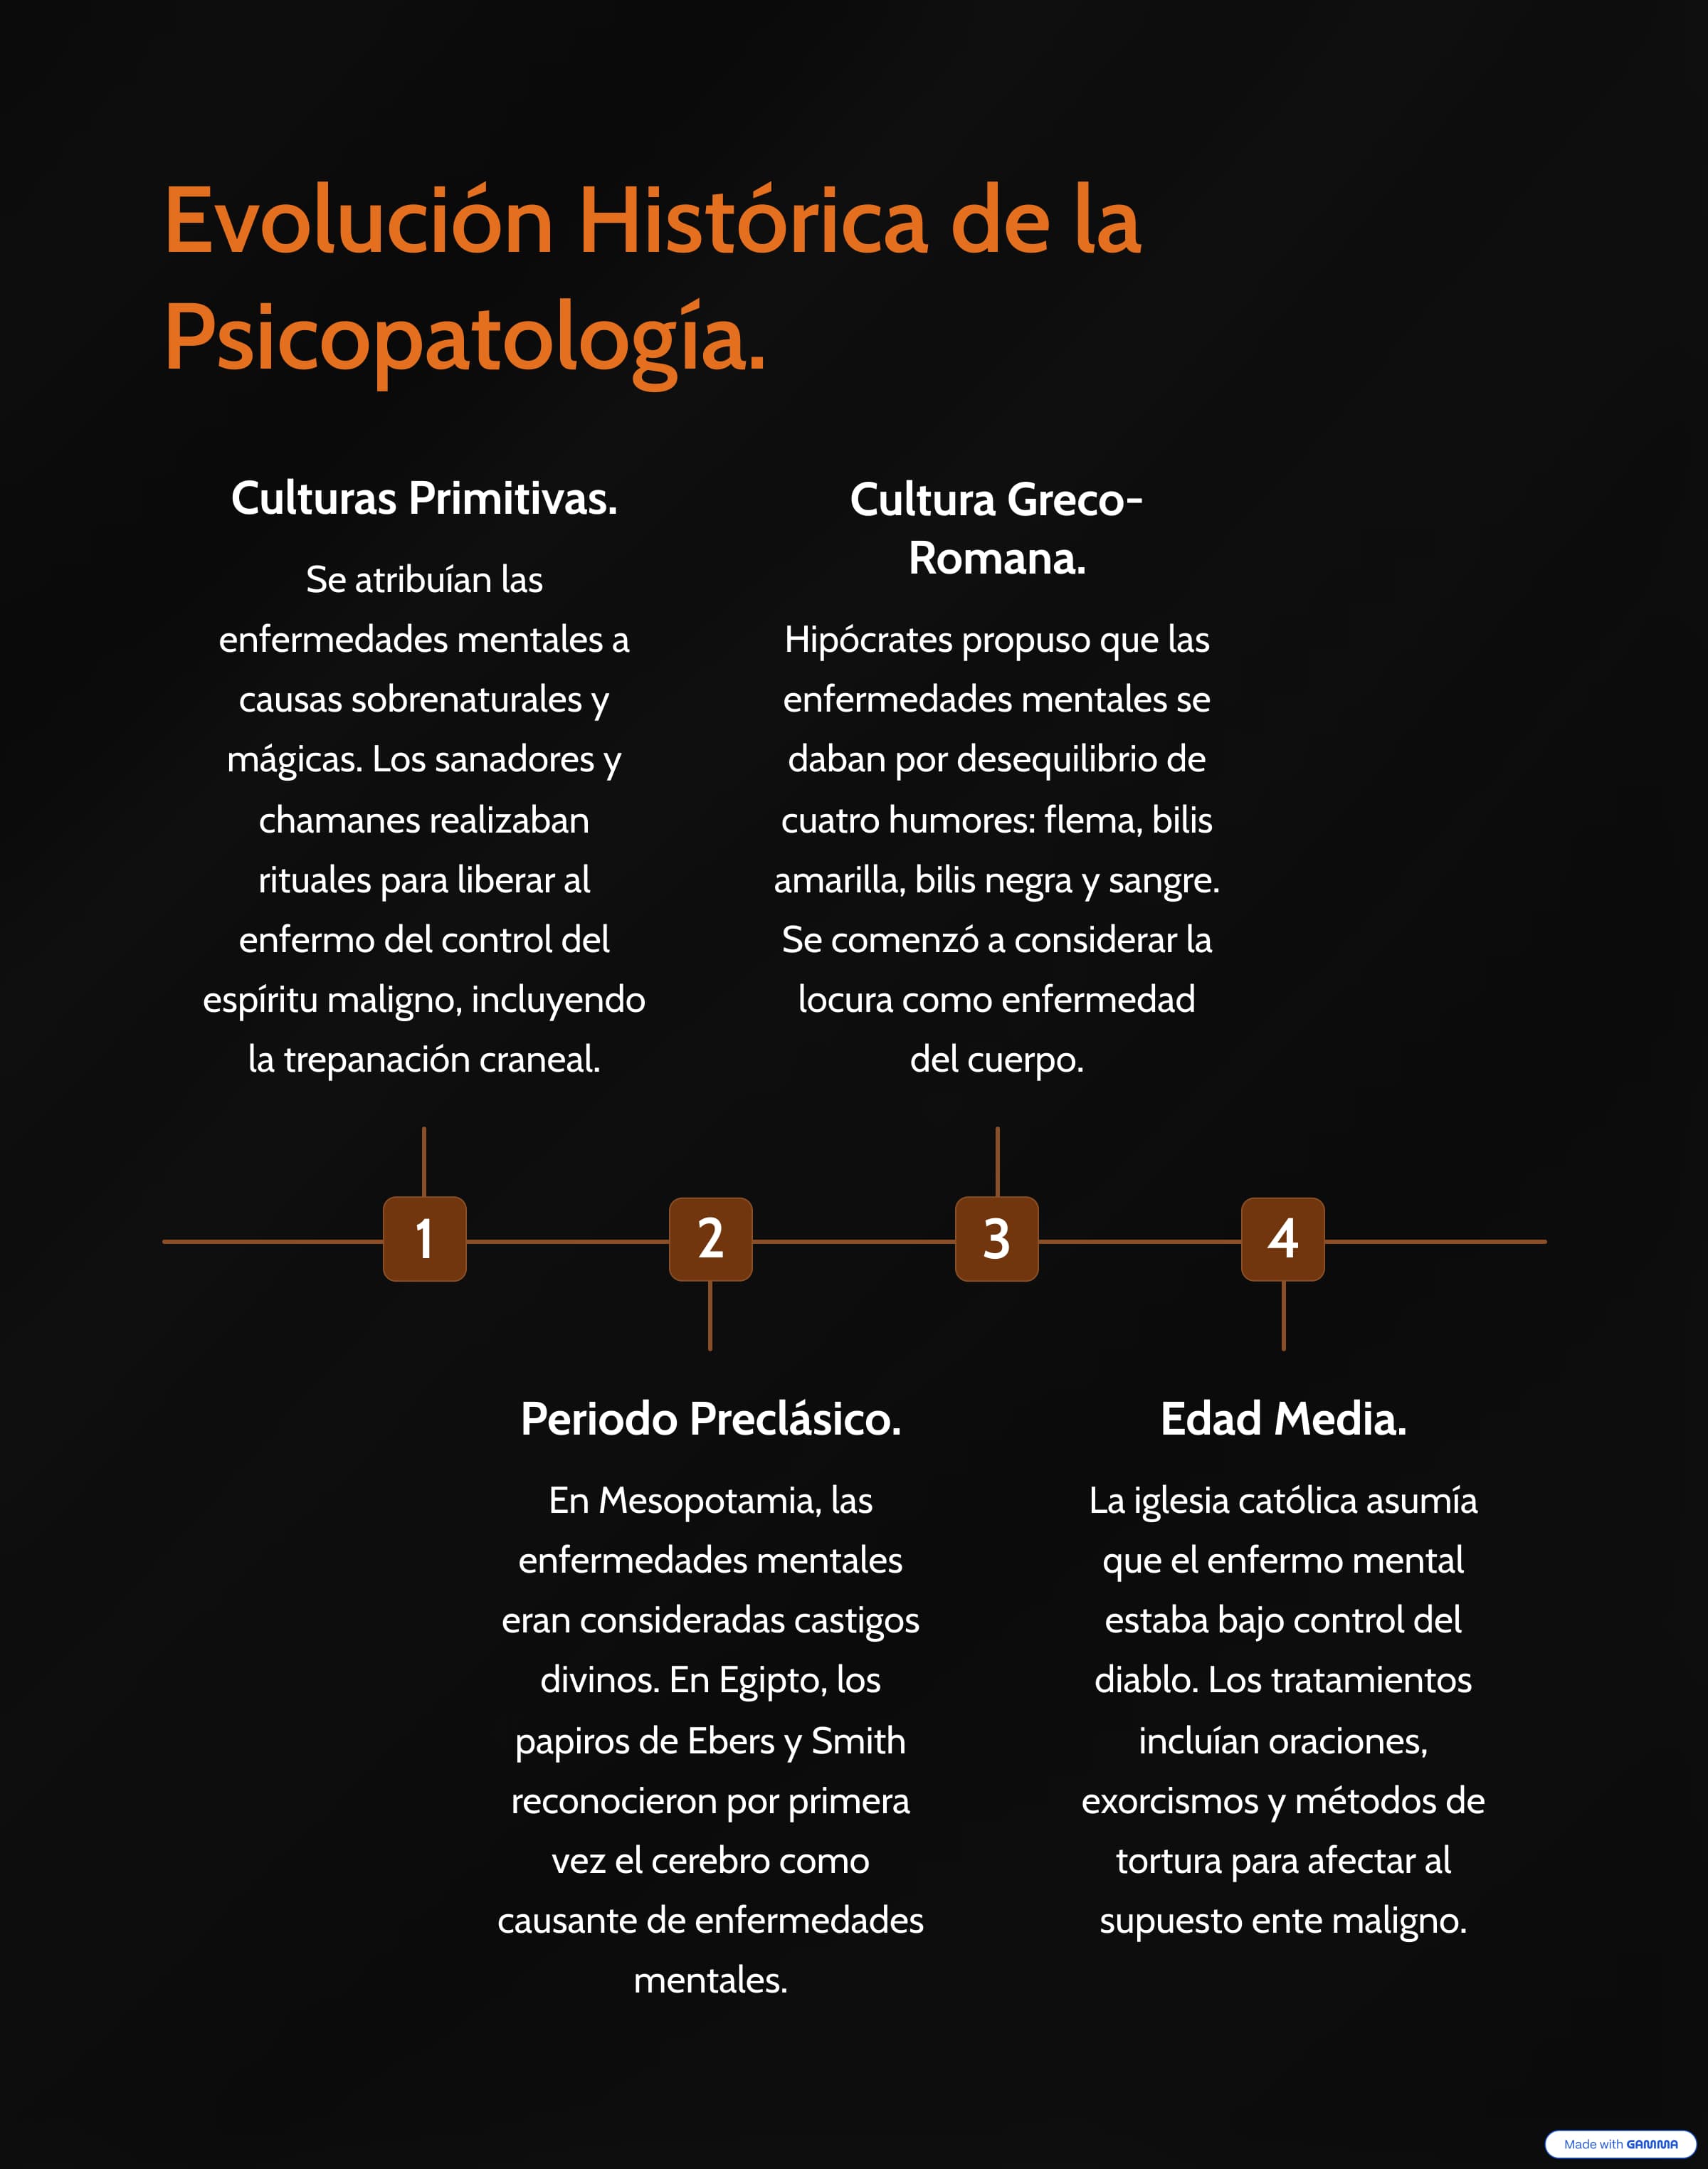 Evolución Histórica de la
Psicopatología.
Culturas Primitivas.
Se atribuían las
enfermedades mentales a
causas sobrenaturales y
mágicas. Los sanadores y
chamanes realizaban
rituales para liberar al
enfermo del control del
espíritu maligno, incluyendo
la trepanación craneal.
Cultura Greco-
Romana.
Hipócrates propuso que las
enfermedades mentales se
daban por desequilibrio de
cuatro humores: flema, bilis
amarilla, bilis negra y sangre.
Se comenzó a considerar la
locura como enfermedad
del cuerpo.
1
2
3
4
Periodo Preclásico.
En Mesopotamia, las
enfermedades mentales
eran consideradas castigos
divinos. En Egipto, los
papiros de Ebers y Smith
reconocieron por primera
vez el cerebro como
causante de enfermedades
mentales.
Edad Media.
La iglesia católica asumía
que el enfermo mental
estaba bajo control del
diablo. Los tratamientos
incluían oraciones,
exorcismos y métodos de
tortura para afectar al
supuesto ente maligno.
Made with GAMMA